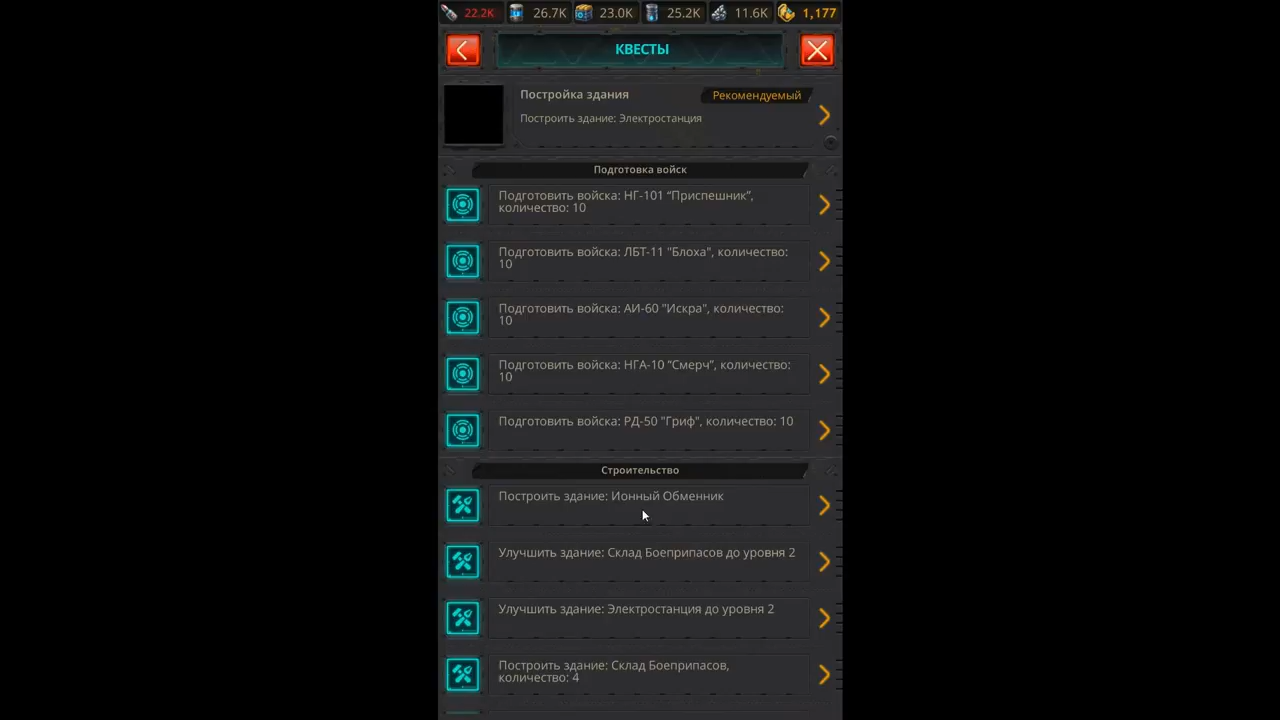 22.2K 26.7K 23.0K 25.2K 11.6K 1,177
КВЕСТЫ
Постройка здания
Рекомендуемый
Построить здание: Электростанция
Подготовка войск
Подготовить войска: НГ-101 “Приспешник”,
количество: 10
Подготовить войска: ЛБТ-11 "Блоха", количество:
10
Подготовить войска: АИ-60 "Искра", количество:
10
Подготовить войска: НГА-10 “Смерч”, количество:
10
Подготовить войска: РД-50 "Гриф", количество: 10
Строительство
Построить здание: Ионный Обменник
Улучшить здание: Склад Боеприпасов до уровня 2
Улучшить здание: Электростанция до уровня 2
Построить здание: Склад Боеприпасов,
количество: 4